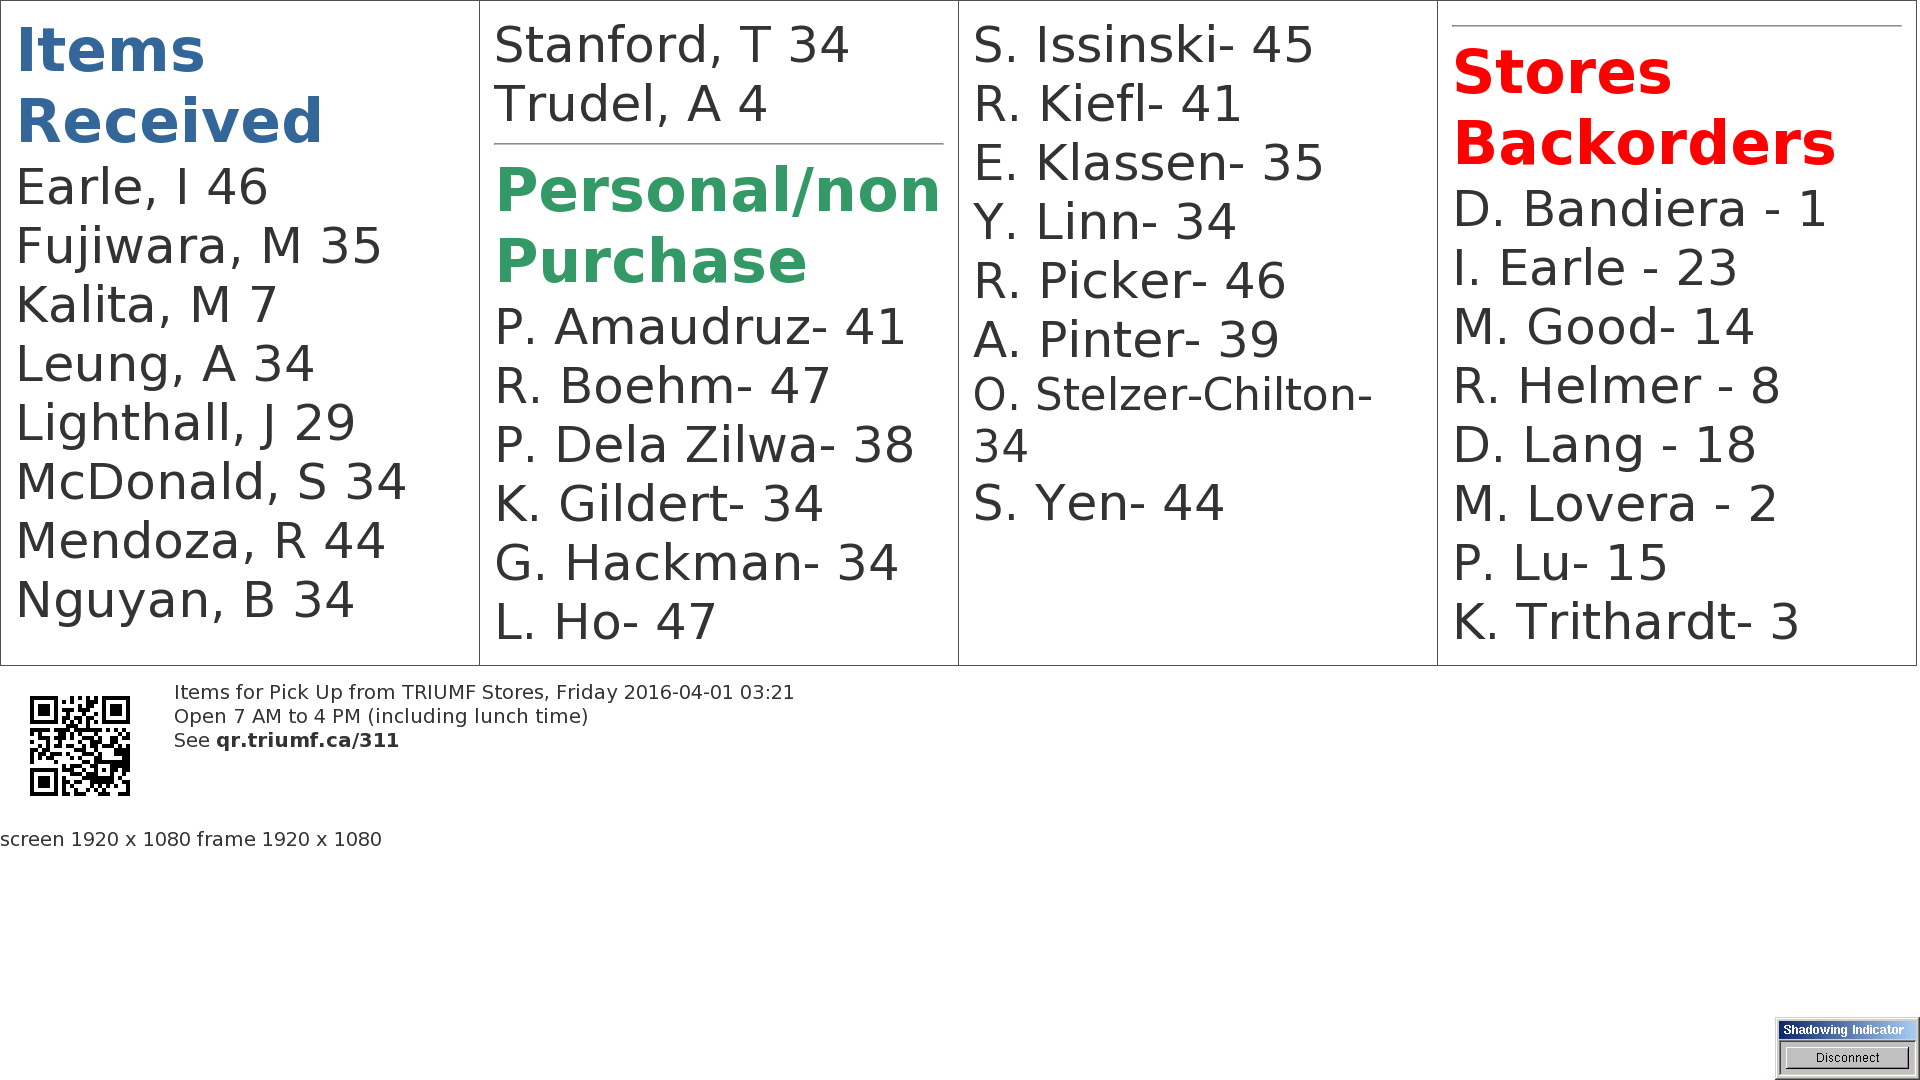 Items
Received
Earle, I 46
Fujiwara, M 35
Kalita, M 7
Leung, A 34
Lighthall, J 29
McDonald, S 34
Mendoza, R 44
Nguyan, B 34
Stanford, T 34
Trudel, A 4
Personal/non
Purchase
P. Amaudruz- 41
R. Boehm- 47
P. Dela Zilwa- 38
K. Gildert- 34
G. Hackman- 34
L. Ho- 47
S. Issinski- 45
R. Kiefl- 41
E. Klassen- 35
Y. Linn- 34
R. Picker- 46
A. Pinter- 39
O. Stelzer-Chilton-
34
S. Yen- 44
Stores
Backorders
D. Bandiera - 1
I. Earle - 23
M. Good- 14
R. Helmer - 8
D. Lang - 18
M. Lovera - 2
P. Lu- 15
K. Trithardt- 3
Items for Pick Up from TRIUMF Stores, Friday 2016-04-01 03:21
Open 7 AM to 4 PM (including lunch time)
See qr.triumf.ca/311
screen 1920 x 1080 frame 1920 x 1080
Shadowing Indicator
Disconnect